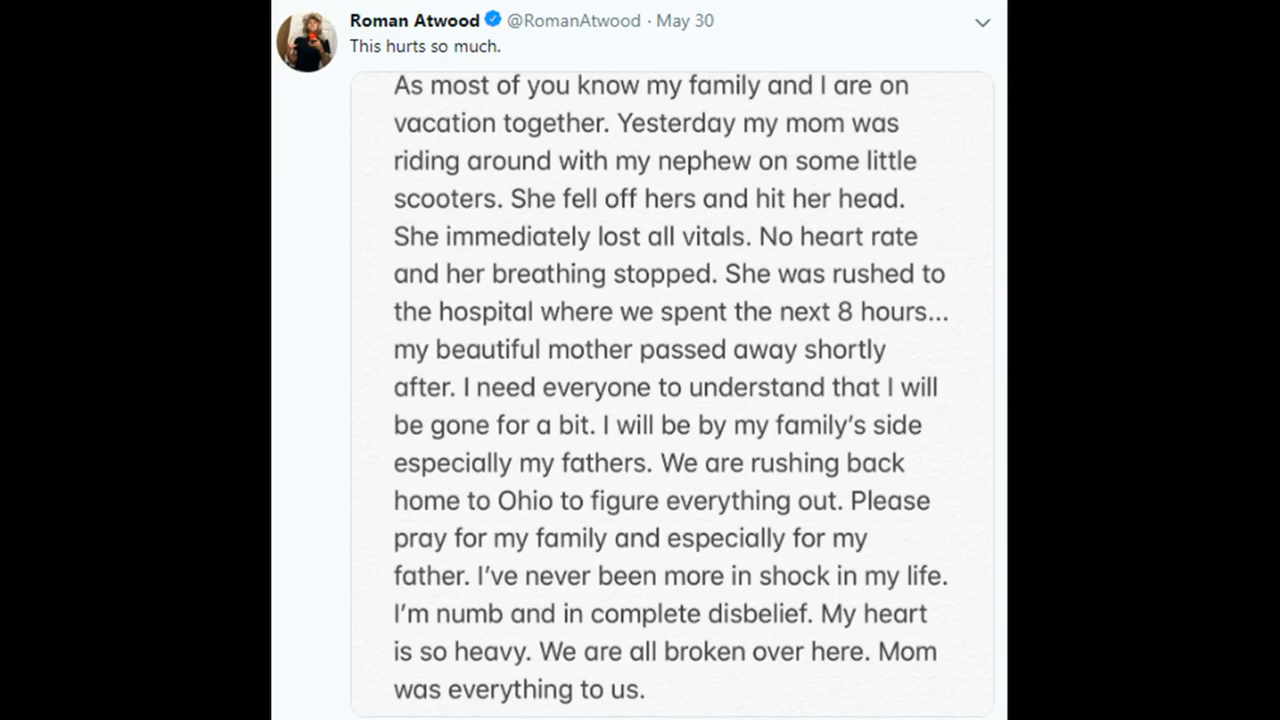 Roman Atwood @RomanAtwood · May 30
This hurts so much.
As most of you know my family and I are on
vacation together. Yesterday my mom was
riding around with my nephew on some little
scooters. She fell off hers and hit her head.
She immediately lost all vitals. No heart rate
and her breathing stopped. She was rushed to
the hospital where we spent the next 8 hours...
my beautiful mother passed away shortly
after. I need everyone to understand that I will
be gone for a bit. I will be by my family's side
especially my fathers. We are rushing back
home to Ohio to figure everything out. Please
pray for my family and especially for my
father. I've never been more in shock in my life.
I'm numb and in complete disbelief. My heart
is so heavy. We are all broken over here. Mom
was everything to us.